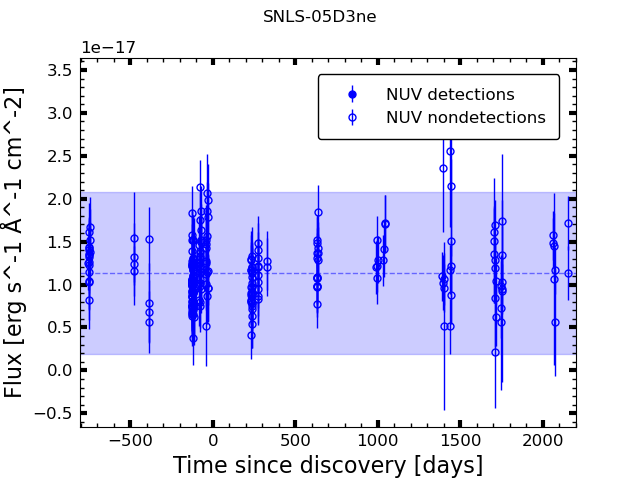 SNLS-05D3ne
1e−17
NUV detections
NUV nondetections
3.5
3.0
2.5
2.0
1.5
1.0
0.5
0.0
−0.5
Flux [erg s^-1 Å^-1 cm^-2]
−500 0 500 1000 1500 2000
Time since discovery [days]